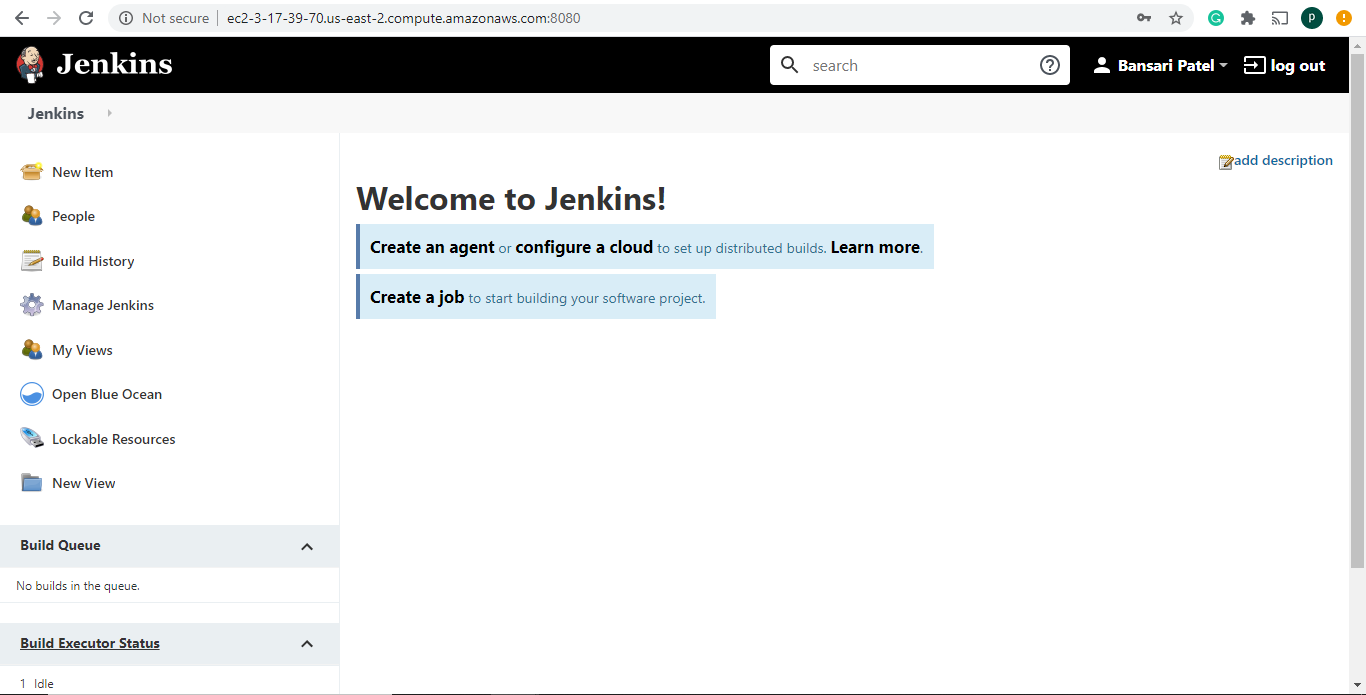 Not secure | ec2-3-17-39-70.us-east-2.compute.amazonaws.com:8080
P
Jenkins
search
Bansari Patel
log out
Jenkins
add description
New Item
People
Build History
Manage Jenkins
My Views
Open Blue Ocean
Lockable Resources
New View
Welcome to Jenkins!
Create an agent or configure a cloud to set up distributed builds. Learn more.
Create a job to start building your software project.
Build Queue
No builds in the queue.
Build Executor Status
1 Idle